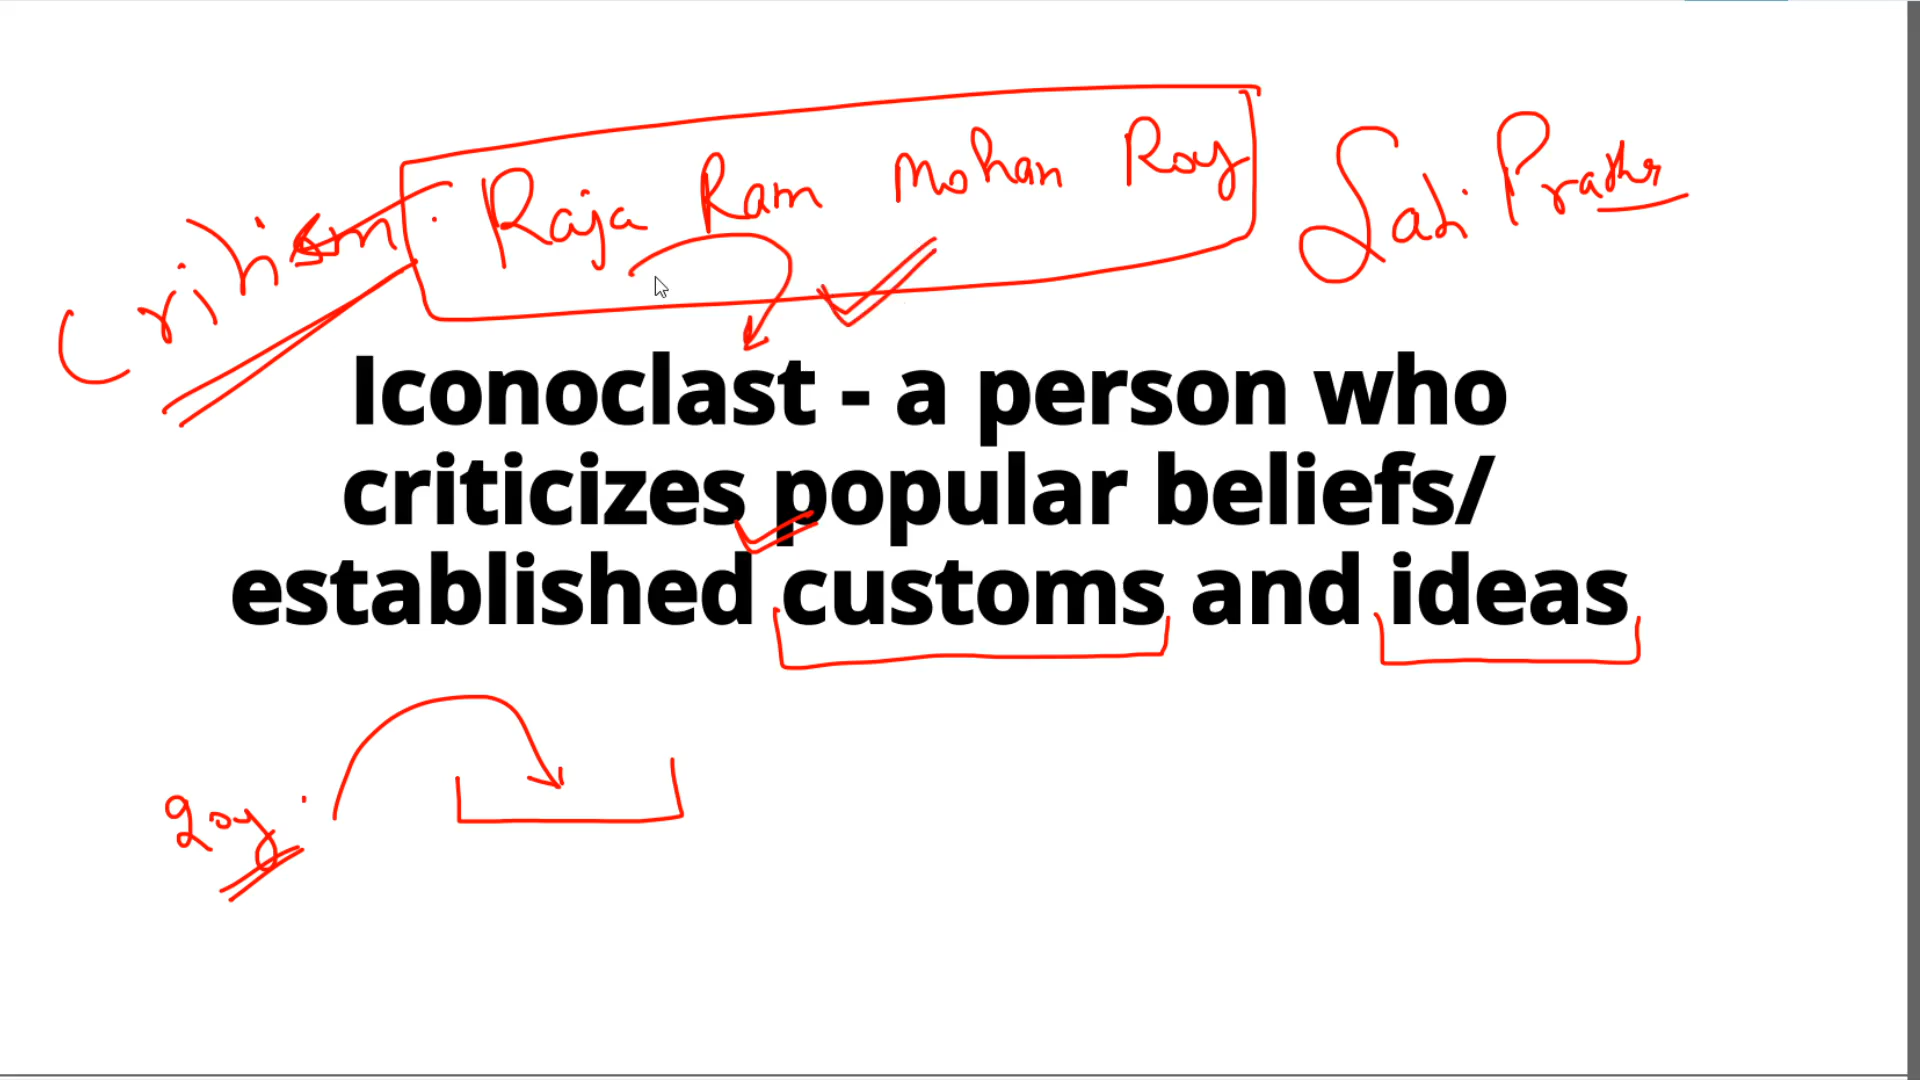 Raja Ram Mohan Roy
Sati Pratha
Criticism
Iconoclast - a person who
criticizes popular beliefs/
established customs and ideas